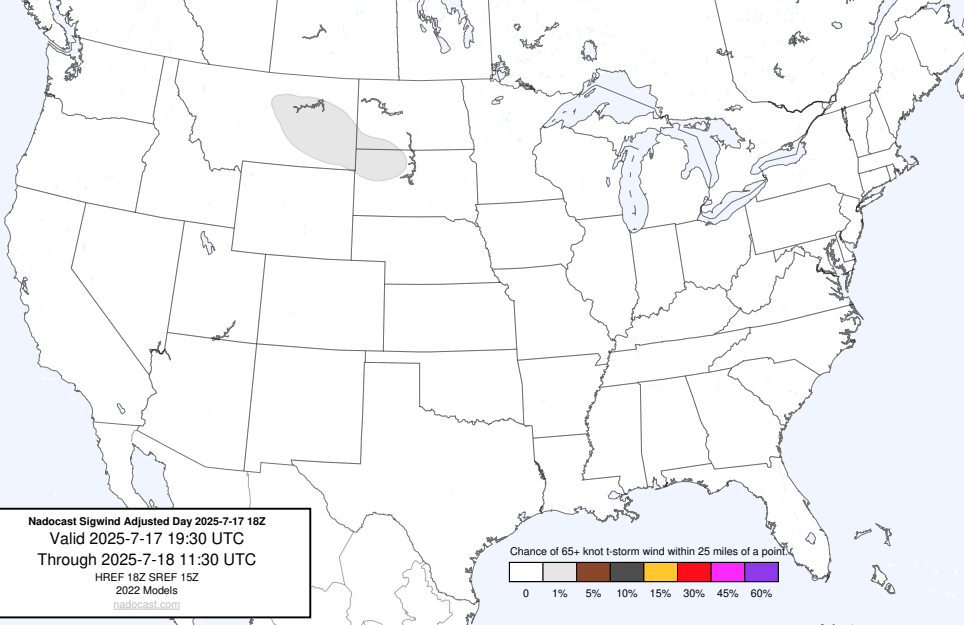 Nadocast Sigwind Adjusted Day 2025-7-17 18Z
Valid 2025-7-17 19:30 UTC
Through 2025-7-18 11:30 UTC
HREF 18Z SREF 15Z
2022 Models
nadocast.com
Chance of 65+ knot t-storm wind within 25 miles of a point.
0 1% 5% 10% 15% 30% 45% 60%